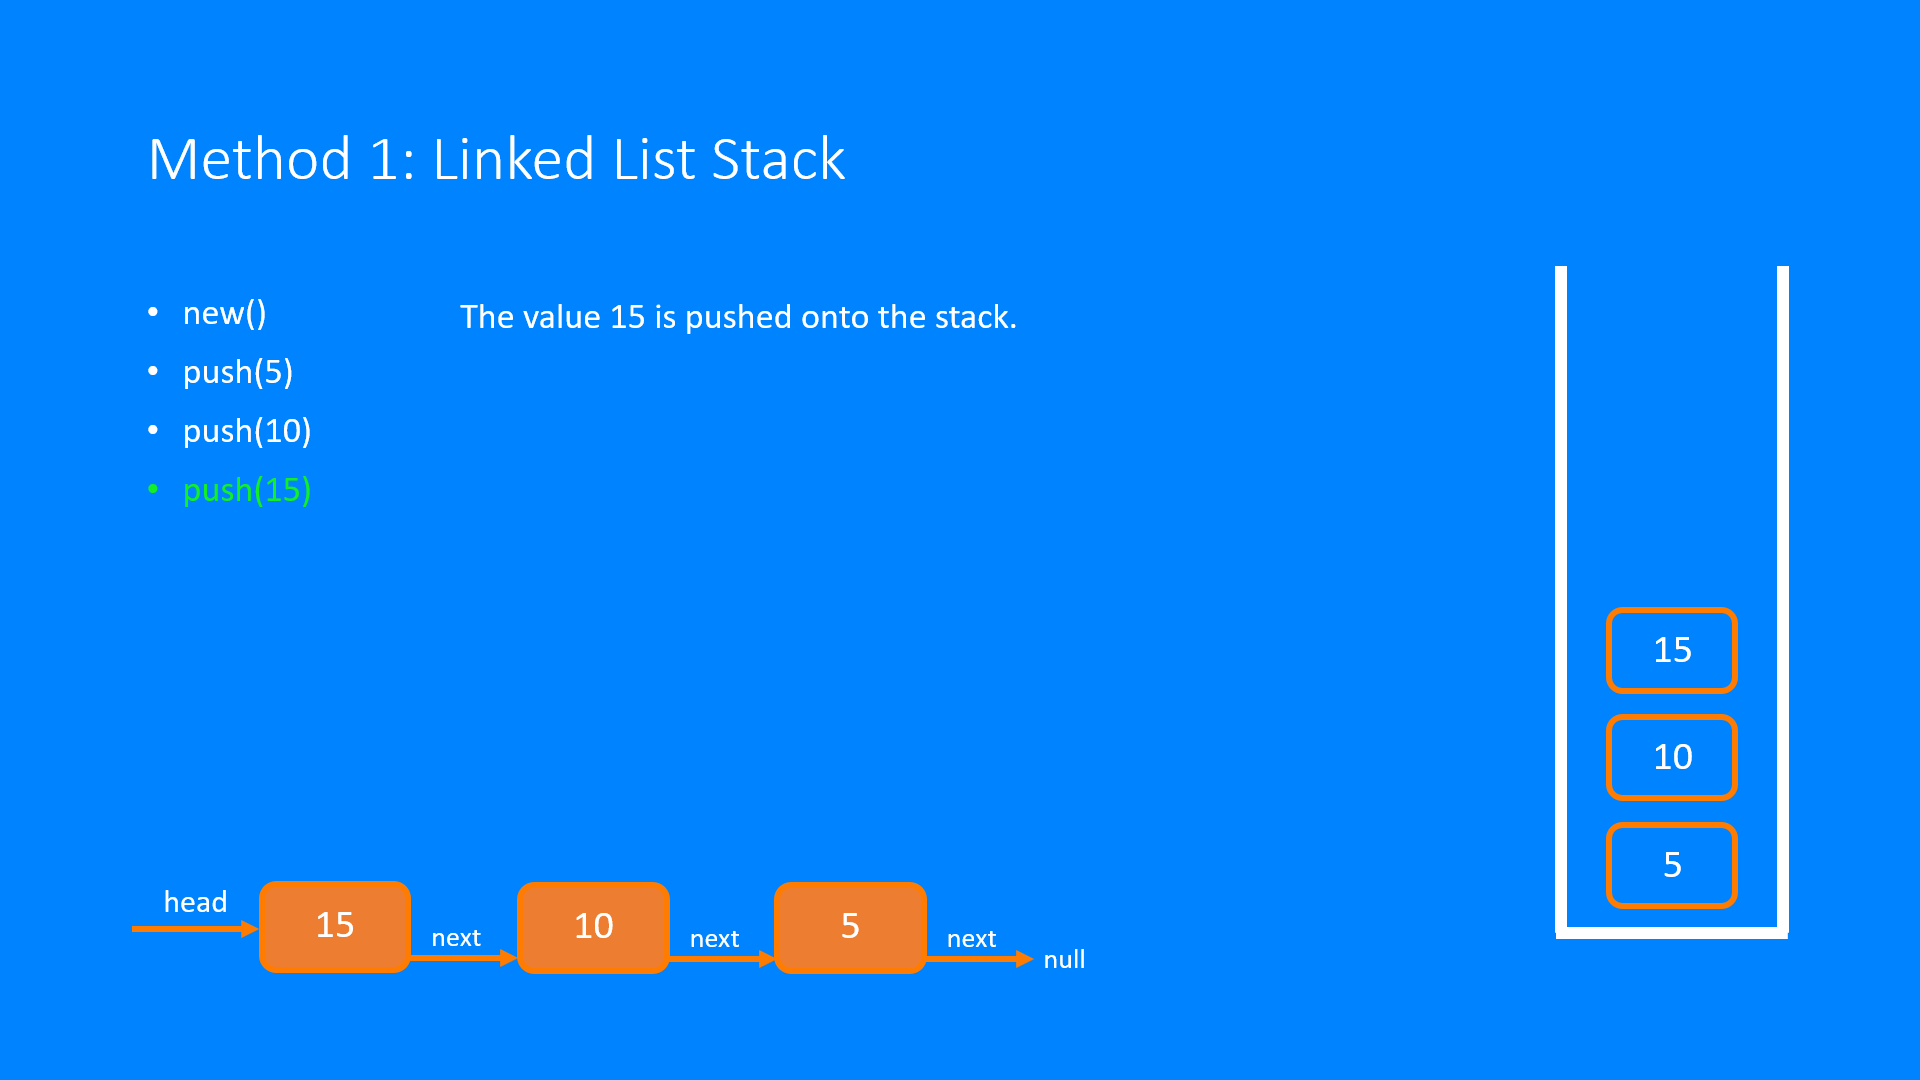 Method 1: Linked List Stack
• new()
• push(5)
• push(10)
• push(15)
The value 15 is pushed onto the stack.
15
10
5
head
15
next
10
next
5
next
null